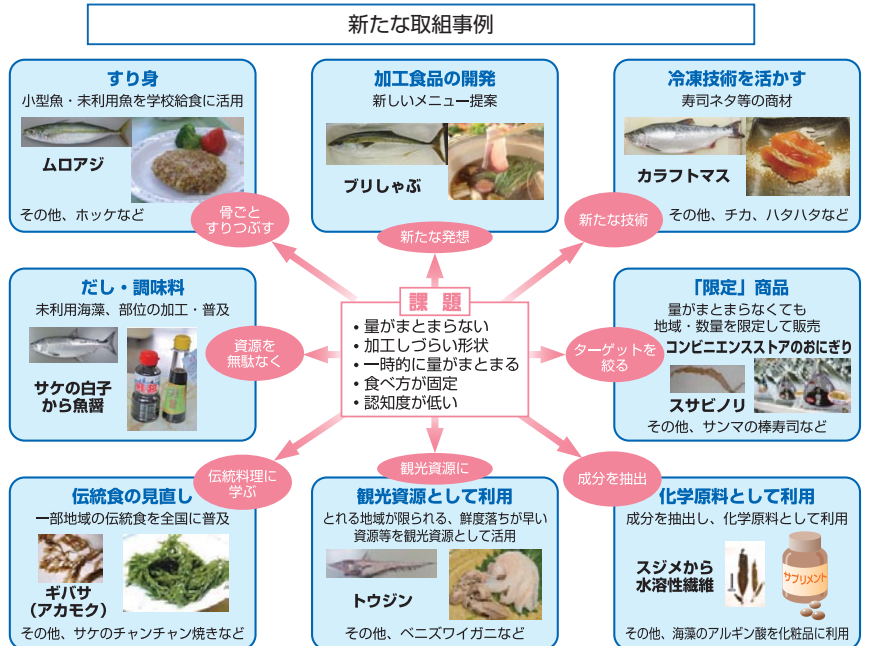 新たな取組事例
すり身
小型魚・未利用魚を学校給食に活用
ムロアジ
その他、ホッケなど
骨ごと
すりつぶす
加工食品の開発
新しいメニュー提案
ブリしゃぶ
新たな発想
冷凍技術を活かす
寿司ネタ等の商材
カラフトマス
その他、チカ、ハタハタなど
新たな技術
だし・調味料
未利用海藻、部位の加工・普及
サケの白子
から魚醤
資源を
無駄なく
課題
• 量がまとまらない
• 加工しづらい形状
• 一時的に量がまとまる
• 食べ方が固定
• 認知度が低い
「限定」商品
量がまとまらなくても
地域・数量を限定して販売
コンビニエンスストアのおにぎり
スサビノリ
その他、サンマの棒寿司など
ターゲットを
絞る
伝統料理に
学ぶ
伝統食の見直し
一部地域の伝統食を全国に普及
ギバサ
（アカモク）
その他、サケのチャンチャン焼きなど
観光資源に
観光資源として利用
とれる地域が限られる、鮮度落ちが早い
資源等を観光資源として活用
トウジン
その他、ベニズワイガニなど
成分を抽出
化学原料として利用
成分を抽出し、化学原料として利用
スジメから
水溶性繊維
サプリメント
その他、海藻のアルギン酸を化粧品に利用